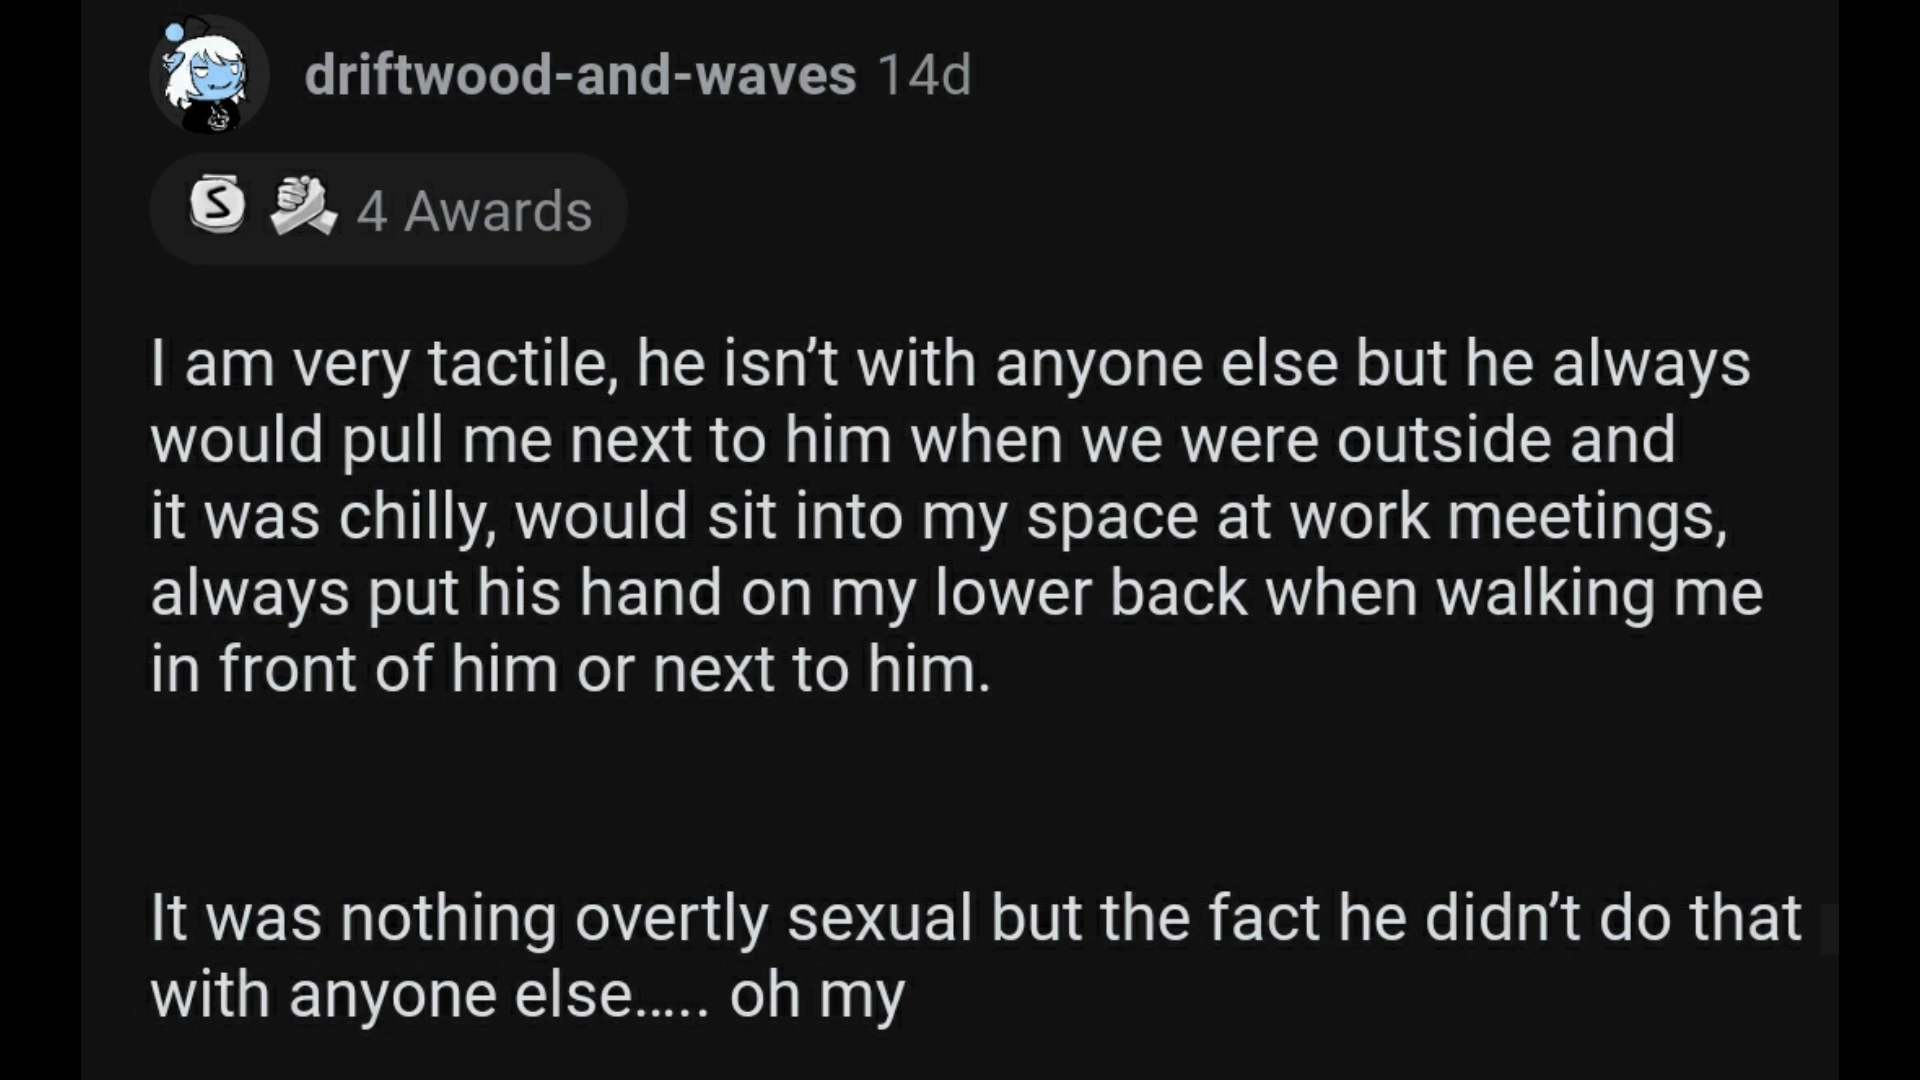 driftwood-and-waves 14d
S 4 Awards
I am very tactile, he isn’t with anyone else but he always
would pull me next to him when we were outside and
it was chilly, would sit into my space at work meetings,
always put his hand on my lower back when walking me
in front of him or next to him.
It was nothing overtly sexual but the fact he didn’t do that
with anyone else..... oh my